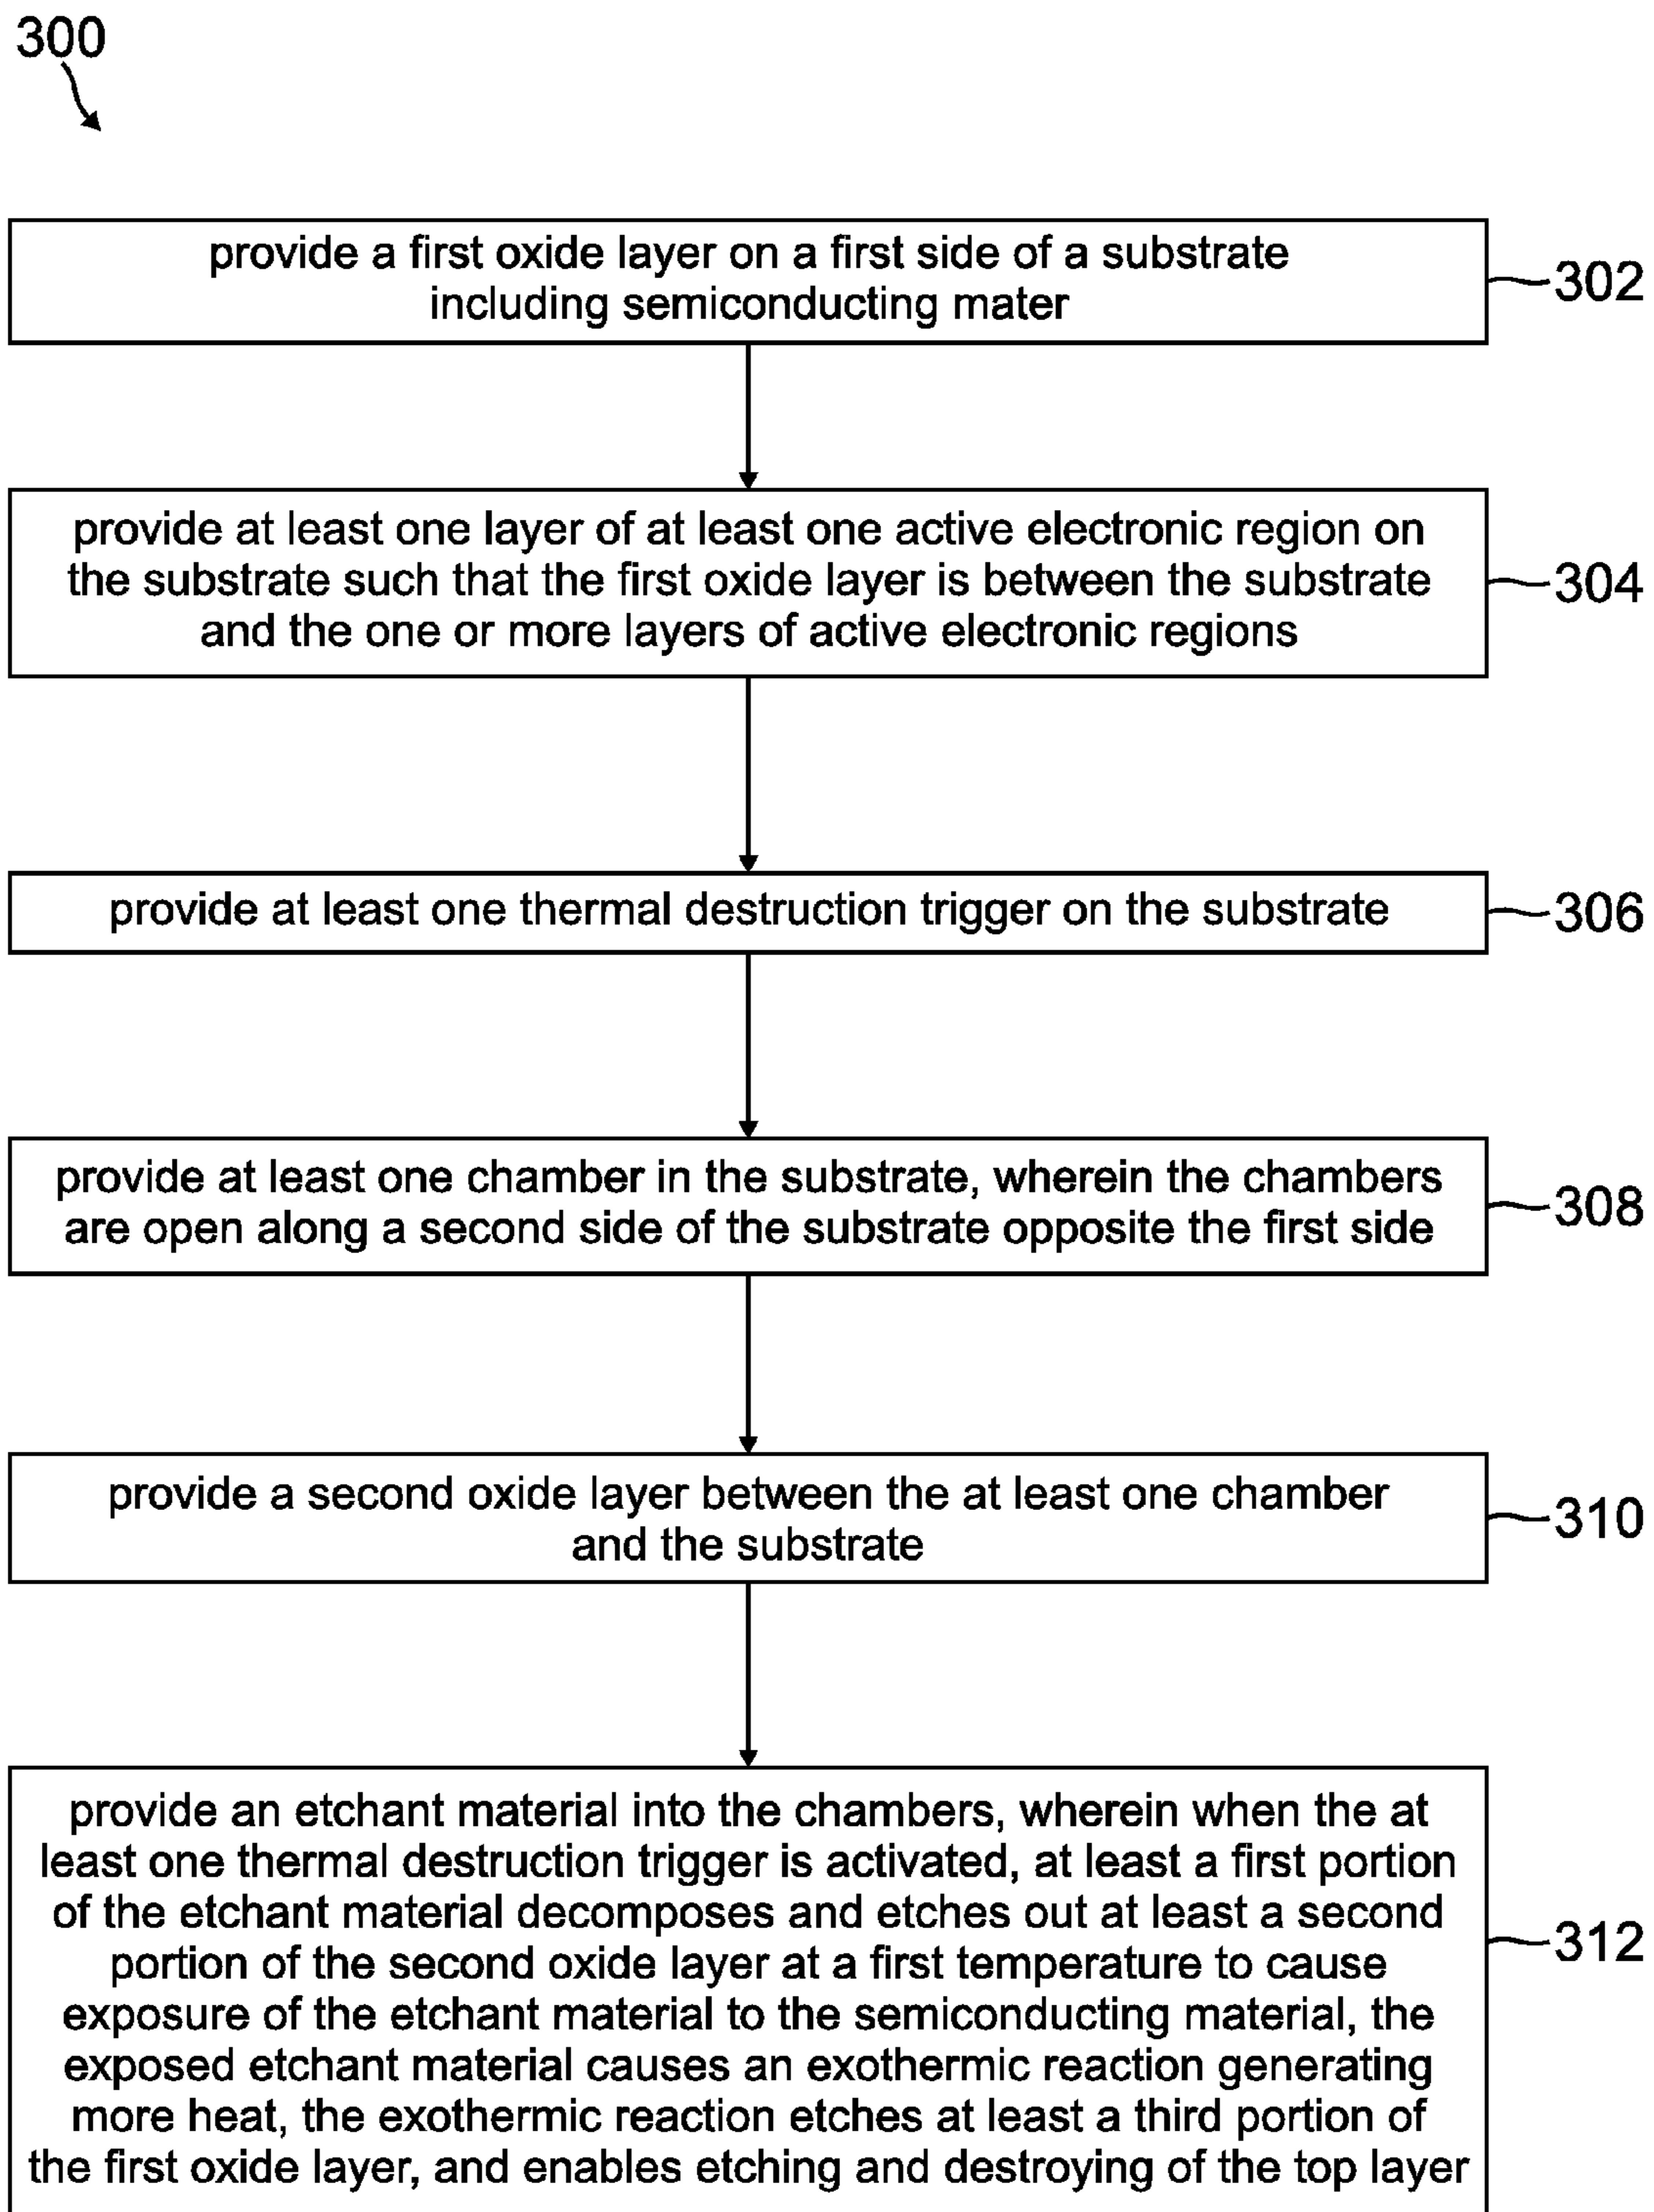 300
provide a first oxide layer on a first side of a substrate
including semiconducting mater
302
provide at least one layer of at least one active electronic region on
the substrate such that the first oxide layer is between the substrate
and the one or more layers of active electronic regions
304
provide at least one thermal destruction trigger on the substrate
306
provide at least one chamber in the substrate, wherein the chambers
are open along a second side of the substrate opposite the first side
308
provide a second oxide layer between the at least one chamber
and the substrate
310
provide an etchant material into the chambers, wherein when the at
least one thermal destruction trigger is activated, at least a first portion
of the etchant material decomposes and etches out at least a second
portion of the second oxide layer at a first temperature to cause
exposure of the etchant material to the semiconducting material, the
exposed etchant material causes an exothermic reaction generating
more heat, the exothermic reaction etches at least a third portion of
the first oxide layer, and enables etching and destroying of the top layer
312